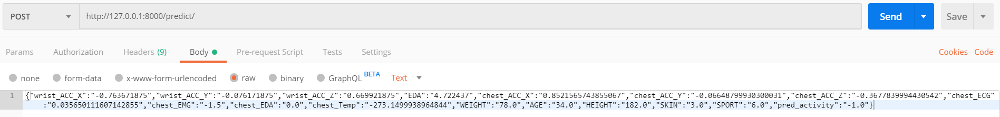 POST http://127.0.0.1:8000/predict/ Send Save
Params Authorization Headers (9) Body Pre-request Script Tests Settings Cookies Code
none form-data x-www-form-urlencoded raw binary GraphQL BETA Text
1 {"wrist_ACC_X":"-0.763671875","wrist_ACC_Y":"-0.076171875","wrist_ACC_Z":"0.669921875","EDA":"4.722437","chest_ACC_X":"0.8521565743855067","chest_ACC_Y":"-0.06648799930300031","chest_ACC_Z":"-0.3677839994430542","chest_ECG"
:"0.035650111607142855","chest_EMG":"-1.5","chest_EDA":"0.0","chest_Temp":"-273.1499938964844","WEIGHT":"78.0","AGE":"34.0","HEIGHT":"182.0","SKIN":"3.0","SPORT":"6.0","pred_activity":"-1.0"}